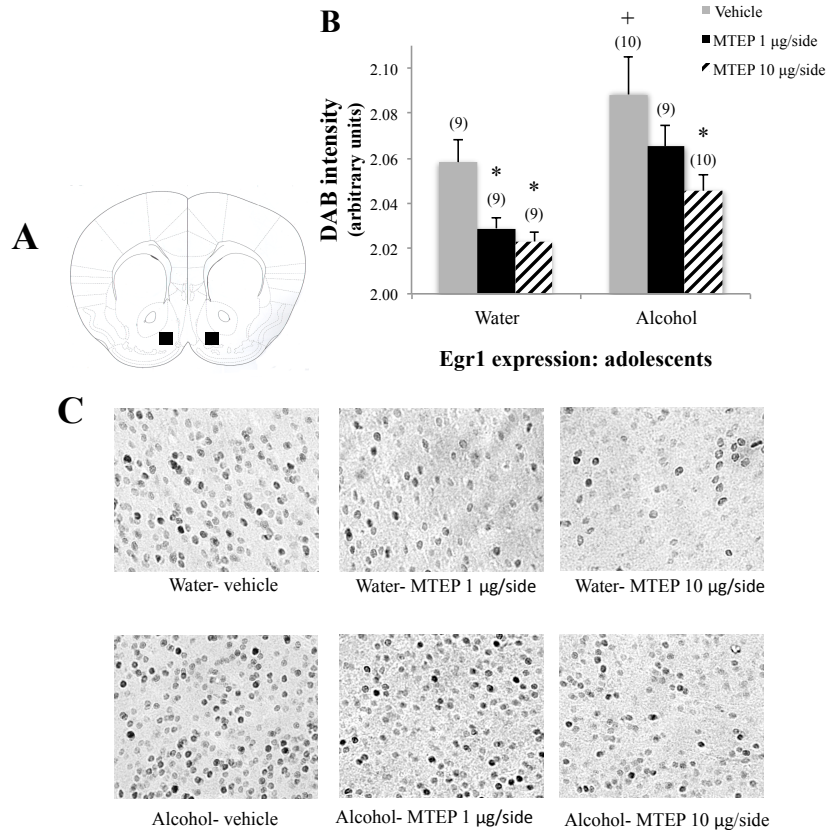 A
B
Vehicle
MTEP 1 μg/side
MTEP 10 μg/side
DAB intensity
(arbitrary units)
2.10
2.08
2.06
2.04
2.02
2.00
(9)
*
(9)
*
(9)
+
(10)
(9)
*
(10)
Water
Alcohol
Egr1 expression: adolescents
C
Water- vehicle
Water- MTEP 1 μg/side
Water- MTEP 10 μg/side
Alcohol- vehicle
Alcohol- MTEP 1 μg/side
Alcohol- MTEP 10 μg/side